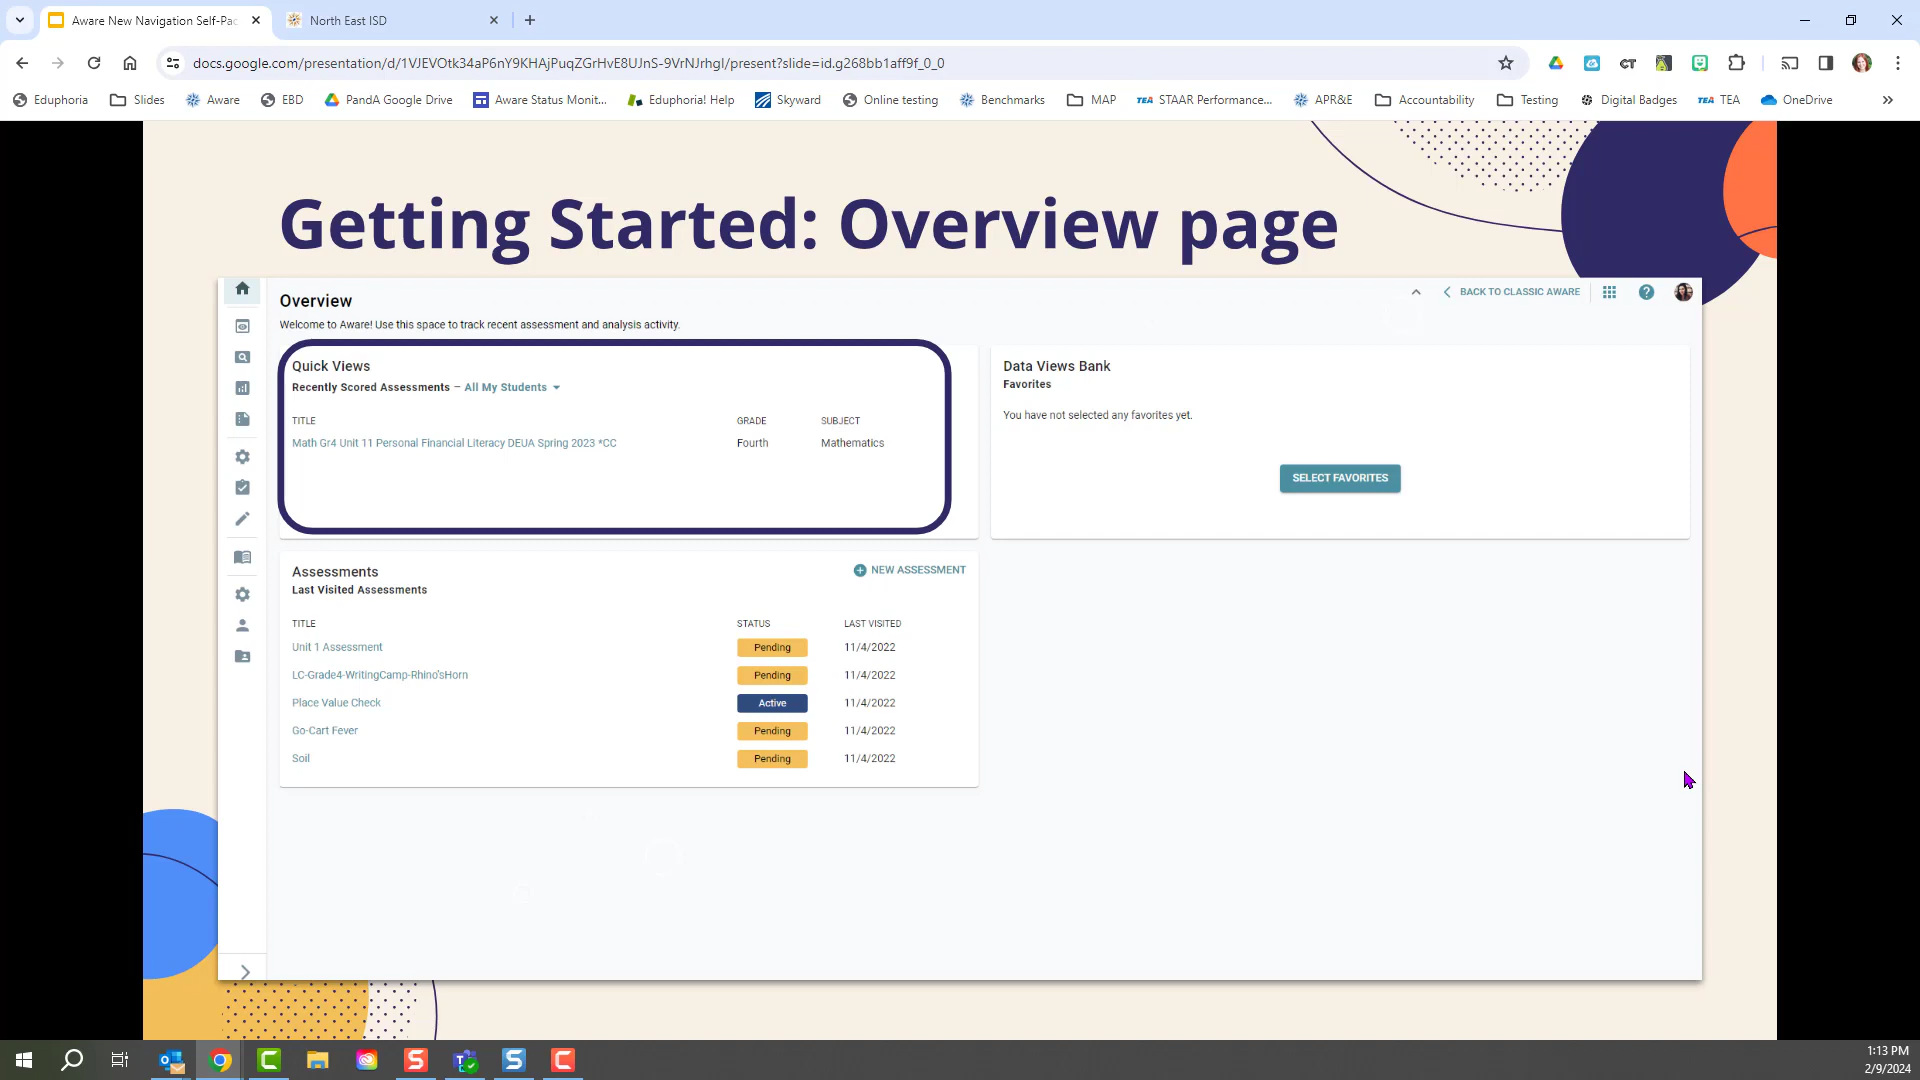 Aware New Navigation Self-Pac
North East ISD
docs.google.com/presentation/d/1VJEVOtk34aP6nY9KHAjPuqZGrHvE8UJnS-9VrNJrhgI/present?slide=id.g268bb1aff9f_0_0
Eduphoria
Slides
Aware
EBD
PandA Google Drive
Aware Status Monit...
Eduphoria! Help
Skyward
Online testing
Benchmarks
MAP
TEA STAAR Performance...
APR&E
Accountability
Testing
Digital Badges
TEA TEA
OneDrive
Getting Started: Overview page
Overview
BACK TO CLASSIC AWARE
Welcome to Aware! Use this space to track recent assessment and analysis activity.
Quick Views
Recently Scored Assessments – All My Students
TITLE GRADE SUBJECT
Math Gr4 Unit 11 Personal Financial Literacy DEUA Spring 2023 *CC Fourth Mathematics
Data Views Bank
Favorites
You have not selected any favorites yet.
SELECT FAVORITES
Assessments
NEW ASSESSMENT
Last Visited Assessments
TITLE STATUS LAST VISITED
Unit 1 Assessment Pending 11/4/2022
LC-Grade4-WritingCamp-Rhino'sHorn Pending 11/4/2022
Place Value Check Active 11/4/2022
Go-Cart Fever Pending 11/4/2022
Soil Pending 11/4/2022
1:13 PM
2/9/2024